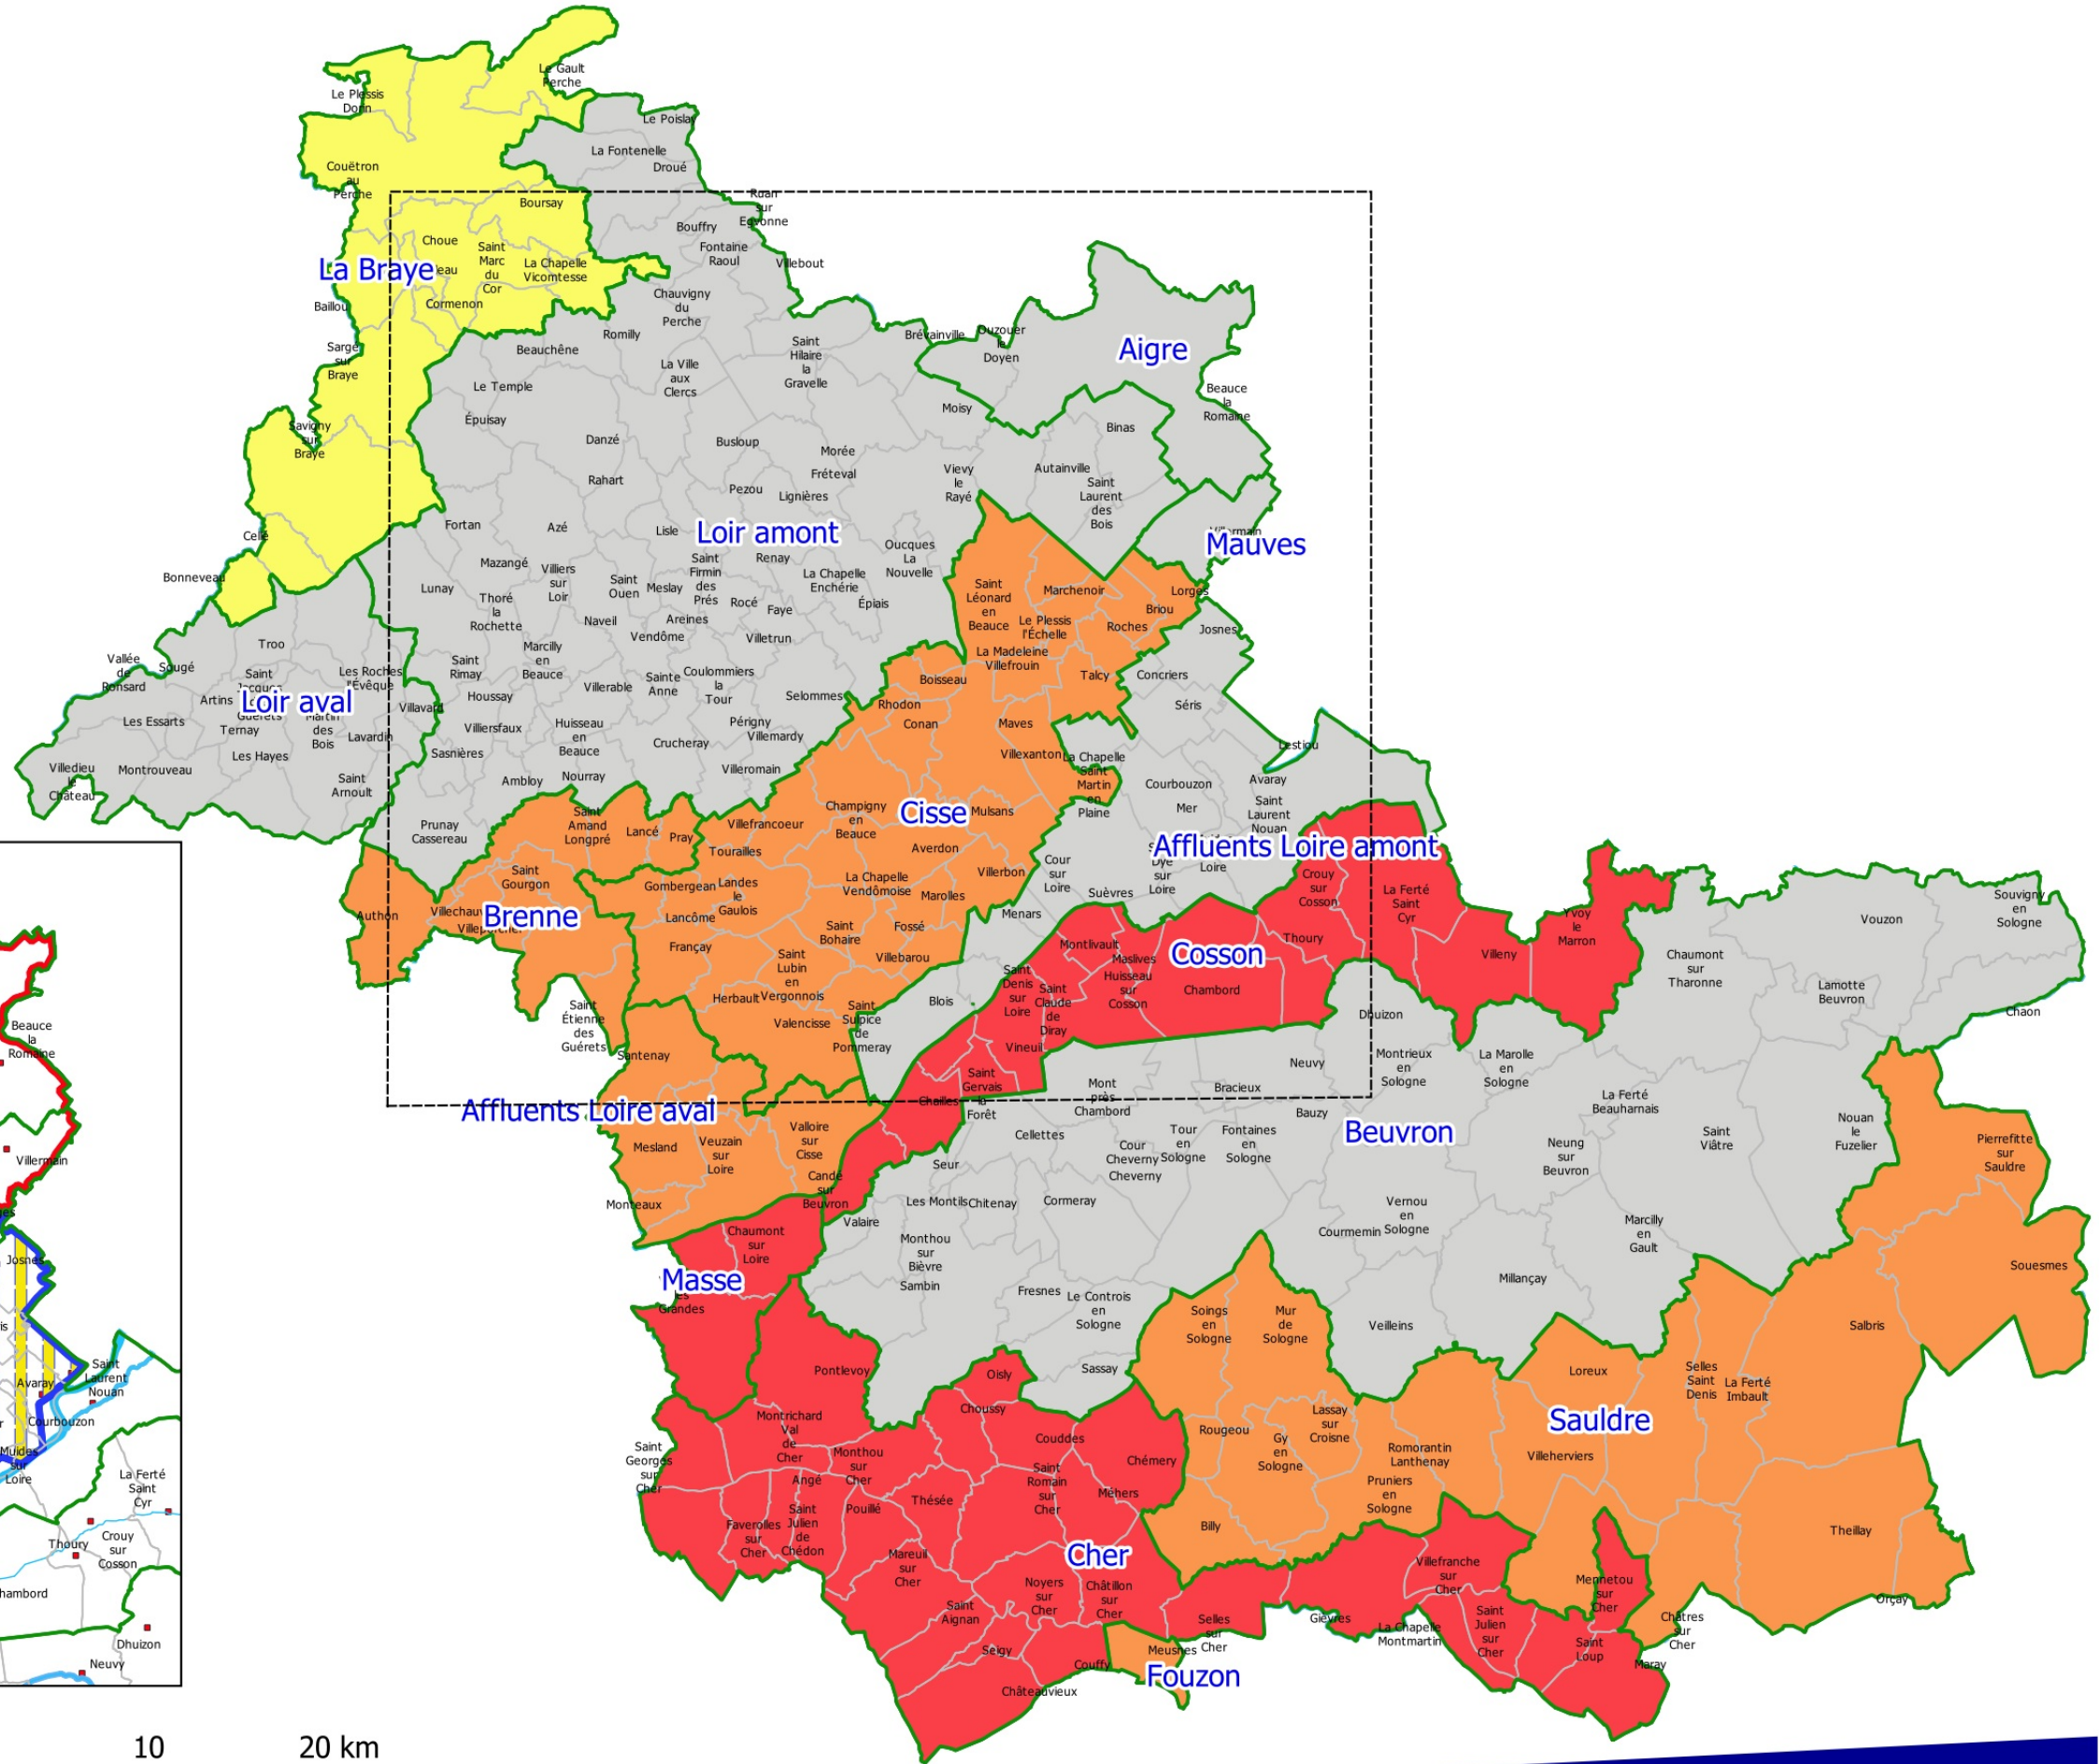 Le Gault
Perche
Le Plessis
Dorin
Le Poislay
La Fontenelle
Droué
Couëtron
au
Perche
Boursay
Ruan
sur
Egvonne
Bouffry
Fontaine
Raoul
Villebout
Choue
Saint
Marc
du
Cor
La Chapelle
Vicomtesse
La Braye
eau
Cormenon
Baillou
Chauvigny
du
Perche
Romilly
Sargé
sur
Braye
Beauchêne
Saint
Hilaire
la
Gravelle
Brévainville
Ouzouer
le
Doyen
Aigre
Le Temple
La Ville
aux
Clercs
Beauce
la
Romaine
Épuisay
Moisy
Binas
Savigny
sur
Braye
Danzé
Busloup
Morée
Fréteval
Rahart
Pezou
Lignières
Vievy
le
Rayé
Autainville
Saint
Laurent
des
Bois
Cellé
Fortan
Azé
Lisle
Loir amont
Oucques
La
Nouvelle
Villermain
Mauves
Bonneveau
Mazangé
Villiers
sur
Loir
Saint
Ouen
Meslay
Saint
Firmin
des
Prés
Renay
La Chapelle
Enchérie
Lunay
Thoré
la
Rochette
Naveil
Rocé
Faye
Épiais
Areines
Vendôme
Villetrun
Saint
Léonard
en
Beauce
Marchenoir
Lorges
Briou
Le Plessis
l'Échelle
Roches
Josnes
La Madeleine
Villefrouin
Talcy
Concriers
Séris
Troo
Vallée
de
Ronsard
Sougé
Saint
Artins
Loir aval
Les Roches
l'Évêque
Les Essarts
Ternay
Martin
des
Bois
Villavard
Lavardin
Les Hayes
Montrouveau
Villedieu
le
Château
Saint
Arnoult
Saint
Rimay
Marcilly
en
Beauce
Houssay
Villerable
Sainte
Anne
Coulommiers
la
Tour
Selommes
Villiersfaux
Huisseau
en
Beauce
Périgny
Villemardy
Crucheray
Sasnières
Ambloy
Nourray
Villeromain
Boisseau
Rhodon
Conan
Maves
Villexanton
La Chapelle
Saint
Martin
en
Plaine
Lestiou
Avaray
Courbouzon
Mer
Saint
Laurent
Nouan
Prunay
Cassereau
Saint
Amand
Longpré
Lancé
Pray
Villefrancoeur
Tourailles
Champigny
en
Beauce
Cisse
Mulsans
Averdon
Affluents Loire amont
Dye
sur
Loire
Loire
Saint
Gourgon
Gombergean
Landes
le
Gaulois
La Chapelle
Vendômoise
Marolles
Villerbon
Cour
sur
Loire
Suèvres
Crouy
sur
Cosson
La Ferté
Saint
Cyr
Authon
Villechauv
Brenne
Lancôme
Françay
Saint
Bohaire
Fossé
Menars
Villebarou
Saint
Lubin
en
Vergonnois
Montlivault
Maslives
Cosson
Thoury
Villeny
Yvoy
le
Marron
Vouzon
Souvigny
en
Sologne
Chaumont
sur
Tharonne
Huisseau
sur
Cosson
Chambord
Lamotte
Beuvron
Chaon
Herbault
Blois
Saint
Denis
sur
Loire
Saint
Claude
de
Diray
Valencisse
Saint
Sulpice
de
Pommeray
Saint
Étienne
des
Guérets
Santenay
Vineuil
Dhuizon
Montrieux
en
Sologne
La Marolle
en
Sologne
Neuvy
Saint
Gervais
la
Forêt
Chailles
Mont
près
Chambord
Bracieux
Bauzy
La Ferté
Beauharnais
Affluents Loire aval
Mesland
Veuzain
sur
Loire
Valloire
sur
Cisse
Cellettes
Cour
Cheverny
Cheverny
Tour
en
Sologne
Fontaines
en
Sologne
Beuvron
Neung
sur
Beuvron
Saint
Viâtre
Nouan
le
Fuzelier
Pierrefitte
sur
Sauldre
Monteaux
Candé
sur
Beuvron
Seur
Les Montils
Chitenay
Cormeray
Valaire
Vernou
en
Sologne
Courmemin
Marcilly
en
Gault
Chaumont
sur
Loire
Masse
Grandes
Monthou
sur
Bièvre
Sambin
Fresnes
Le Controis
en
Sologne
Soings
en
Sologne
Mur
de
Sologne
Millançay
Veilleins
Souesmes
Salbris
Pontlevoy
Oisly
Sassay
Loreux
Selles
Saint
Denis
La Ferté
Imbault
Choussy
Montrichard
Val
de
Cher
Monthou
sur
Cher
Couddes
Chémery
Rougeou
Gy
en
Sologne
Lassay
sur
Croisne
Sauldre
Romorantin
Lanthenay
Villeherviers
Saint
Georges
sur
Cher
Angé
Saint
Julien
de
Chédon
Pouillé
Thésée
Saint
Romain
sur
Cher
Méhers
Pruniers
en
Sologne
Faverolles
sur
Cher
Billy
Theillay
Mareuil
sur
Cher
Cher
Noyers
sur
Cher
Châtillon
sur
Cher
Villefranche
sur
Cher
Mennetou
sur
Cher
Orçay
Saint
Aignan
Selles
sur
Cher
Gièvres
La Chapelle
Montmartin
Saint
Julien
sur
Cher
Châtres
sur
Cher
Saint
Loup
Maray
Seigy
Couffy
Meusnes
Fouzon
Châteauvieux
Beauce
la
Romaine
Villermain
ges
Josnes
is
Saint
Laurent
Nouan
Avaray
Courbouzon
r
Muides
sur
Loire
La Ferté
Saint
Cyr
Thoury
Crouy
sur
Cosson
hambord
Dhuizon
Neuvy
10
20 km